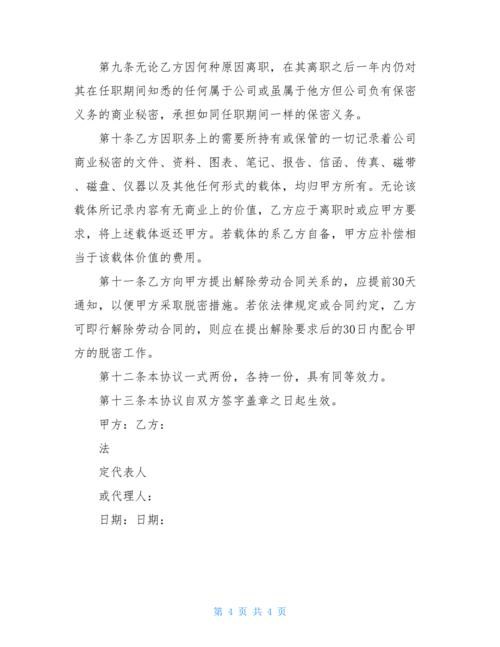 第九条无论乙方因何种原因离职，在其离职之后一年内仍对
其在任职期间知悉的任何属于公司或虽属于他方但公司负有保密
义务的商业秘密，承担如同任职期间一样的保密义务。
第十条乙方因职务上的需要所持有或保管的一切记录着公司
商业秘密的文件、资料、图表、笔记、报告、信函、传真、磁带
、磁盘、仪器以及其他任何形式的载体，均归甲方所有。无论该
载体所记录内容有无商业上的价值，乙方应于离职时或应甲方要
求，将上述载体返还甲方。若载体的系乙方自备，甲方应补偿相
当于该载体价值的费用。
第十一条乙方向甲方提出解除劳动合同关系的，应提前30天
通知，以便甲方采取脱密措施。若依法律规定或合同约定，乙方
可即行解除劳动合同的，则应在提出解除要求后的30日内配合甲
方的脱密工作。
第十二条本协议一式两份，各持一份，具有同等效力。
第十三条本协议自双方签字盖章之日起生效。
甲方：乙方：
法
定代表人
或代理人：
日期：日期：
第 4 页 共 4 页